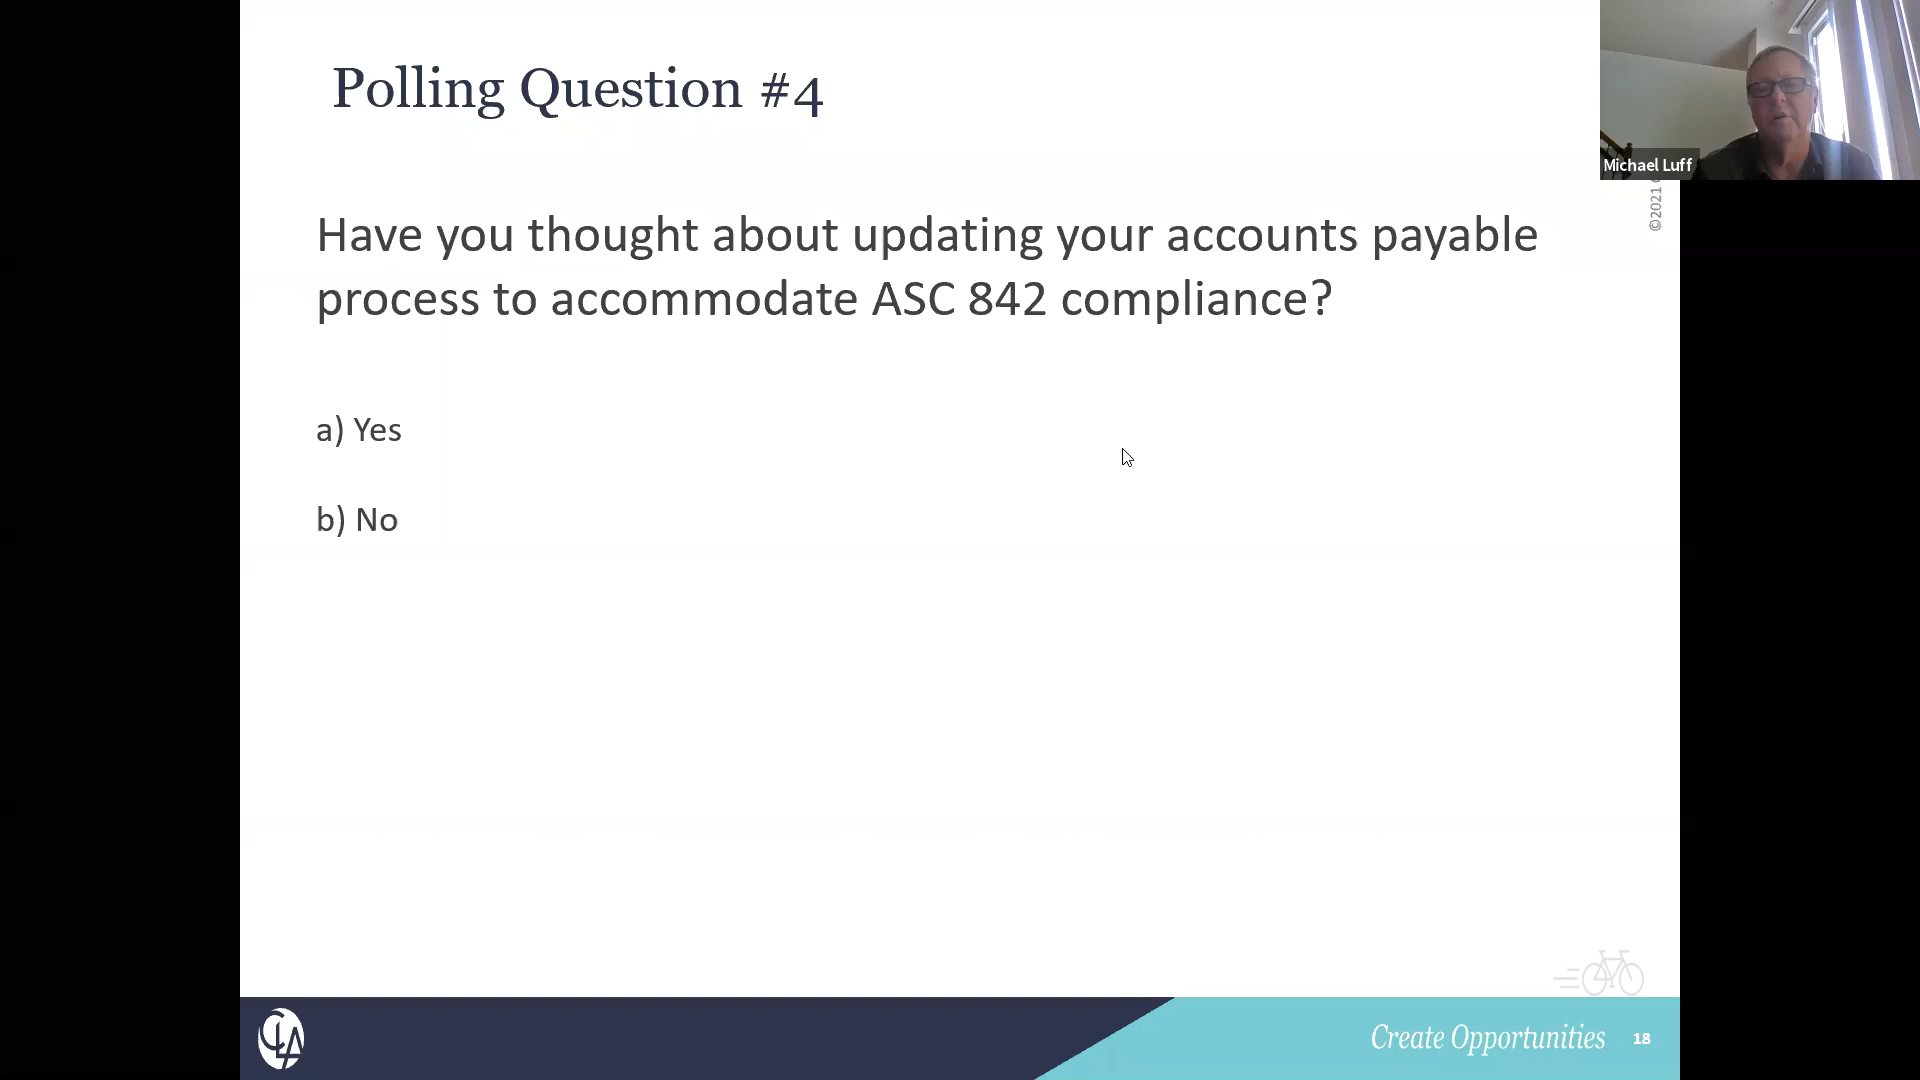 Polling Question #4
Michael Luff
©2021
Have you thought about updating your accounts payable
process to accommodate ASC 842 compliance?
a) Yes
b) No
CLA
Create Opportunities
18